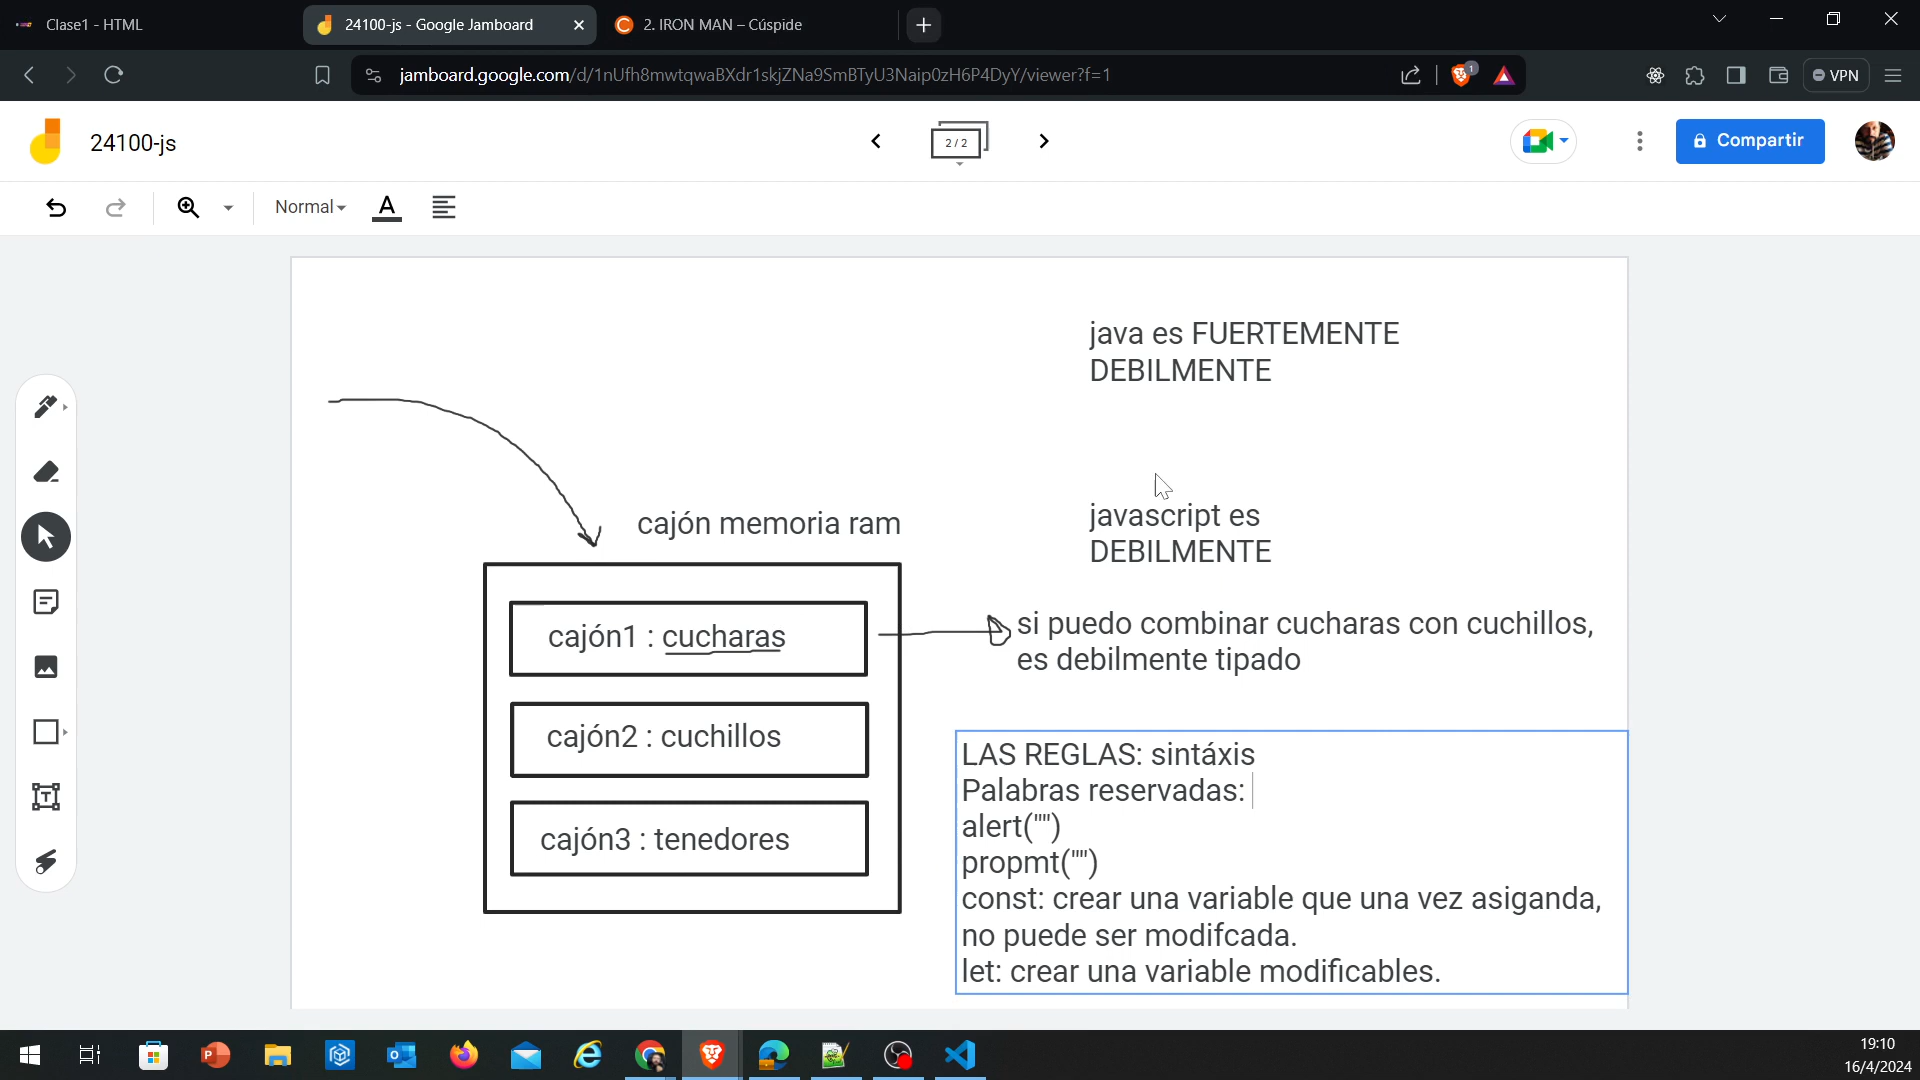 Clase1 - HTML
24100-js - Google Jamboard
2. IRON MAN – Cúspide
jamboard.google.com/d/1nUfh8mwtqwaBXdr1skjZNa9SmBTyU3Naip0zH6P4DyY/viewer?f=1
1
VPN
24100-js
2 / 2
Compartir
Normal
A
java es FUERTEMENTE
DEBILMENTE
cajón memoria ram
javascript es
DEBILMENTE
cajón1 : cucharas
si puedo combinar cucharas con cuchillos,
es debilmente tipado
cajón2 : cuchillos
cajón3 : tenedores
LAS REGLAS: sintáxis
Palabras reservadas:
alert("")
propmt("")
const: crear una variable que una vez asiganda,
no puede ser modifcada.
let: crear una variable modificables.
19:10
16/4/2024